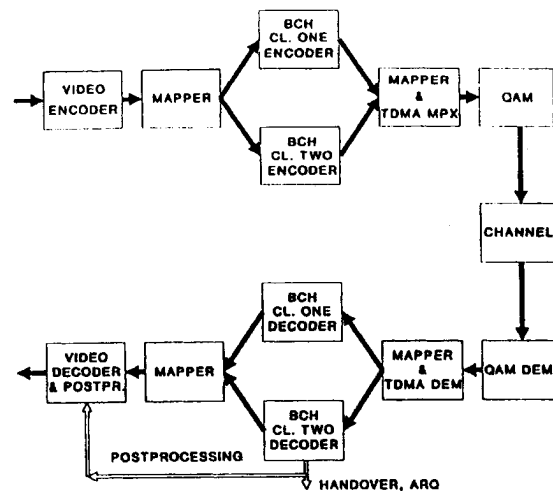 VIDEO
ENCODER
MAPPER
BCH
CL. ONE
ENCODER
BCH
CL. TWO
ENCODER
MAPPER
&
TDMA MPX
QAM
CHANNEL
QAM DEM
MAPPER
&
TDMA DEM
BCH
CL. ONE
DECODER
BCH
CL. TWO
DECODER
MAPPER
VIDEO
DECODER
& POSTPR.
POSTPROCESSING
HANDOVER, ARQ